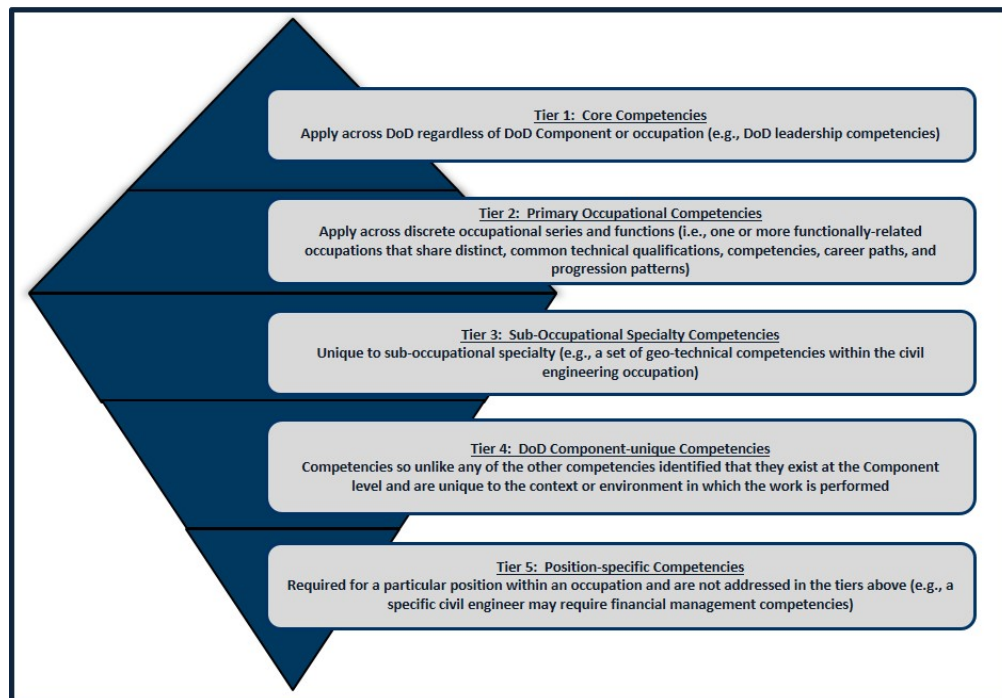 Tier 1:  Core Competencies
Apply across DoD regardless of DoD Component or occupation (e.g., DoD leadership competencies)
Tier 2:  Primary Occupational Competencies
Apply across discrete occupational series and functions (i.e., one or more functionally-related
occupations that share distinct, common technical qualifications, competencies, career paths, and
progression patterns)
Tier 3:  Sub-Occupational Specialty Competencies
Unique to sub-occupational specialty (e.g., a set of geo-technical competencies within the civil
engineering occupation)
Tier 4:  DoD Component-unique Competencies
Competencies so unlike any of the other competencies identified that they exist at the Component
level and are unique to the context or environment in which the work is performed
Tier 5:  Position-specific Competencies
Required for a particular position within an occupation and are not addressed in the tiers above (e.g., a
specific civil engineer may require financial management competencies)